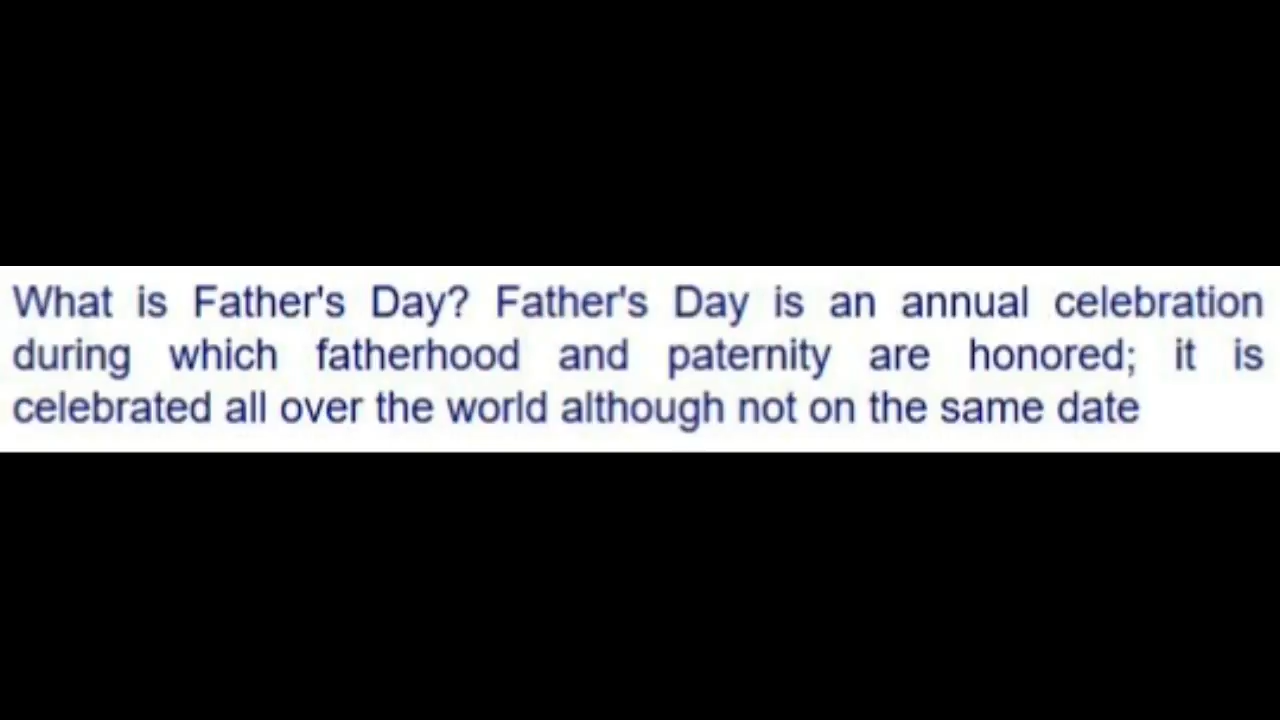 What is Father's Day? Father's Day is an annual celebration
during which fatherhood and paternity are honored; it is
celebrated all over the world although not on the same date